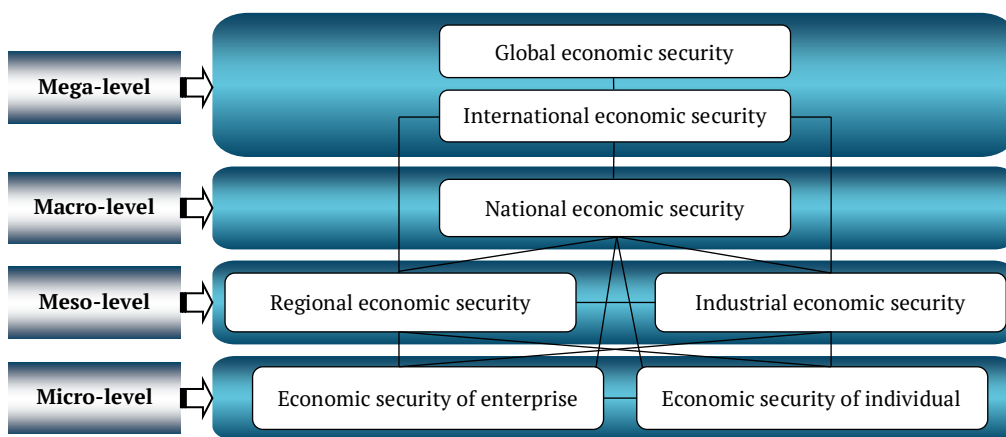 Mega-level
Global economic security
International economic security
Macro-level
National economic security
Meso-level
Regional economic security
Industrial economic security
Micro-level
Economic security of enterprise
Economic security of individual